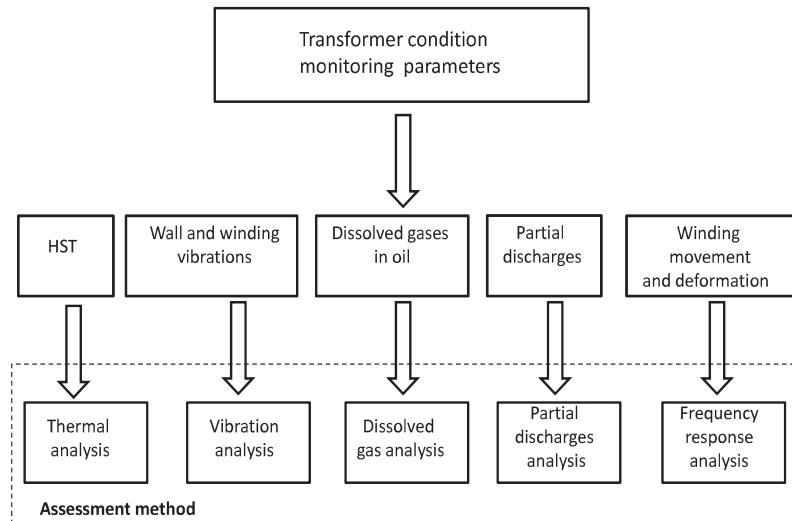 Transformer condition
monitoring parameters
HST
Wall and winding
vibrations
Dissolved gases
in oil
Partial
discharges
Winding
movement
and deformation
Thermal
analysis
Vibration
analysis
Dissolved
gas analysis
Partial
discharges
analysis
Frequency
response
analysis
Assessment method